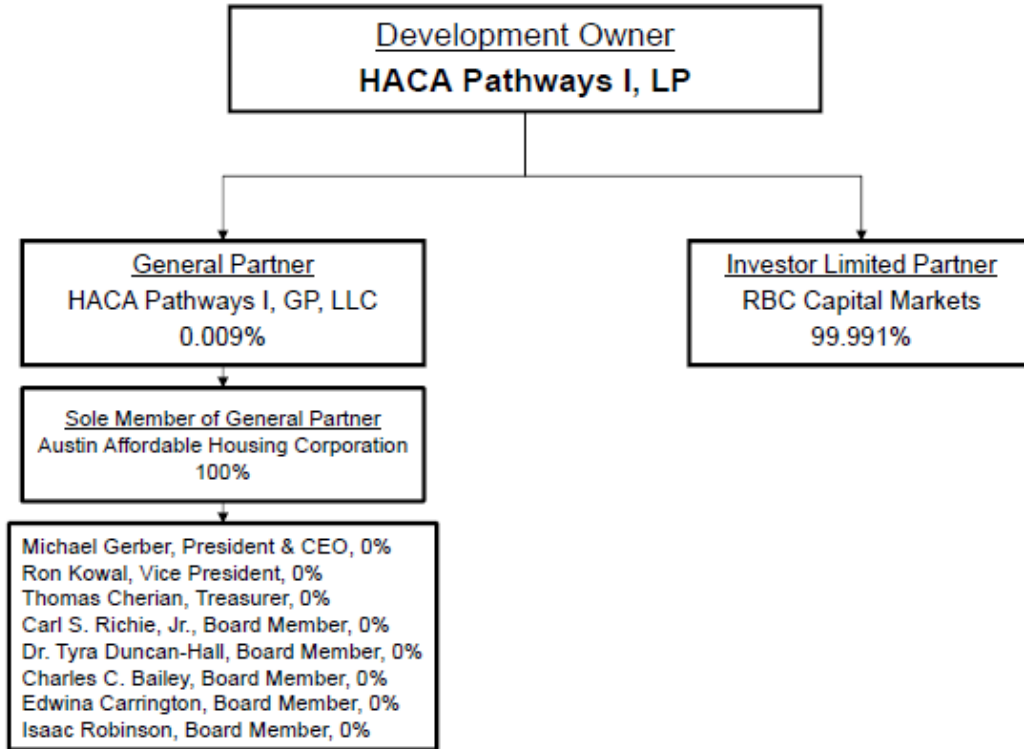 Development Owner
HACA Pathways I, LP
General Partner
HACA Pathways I, GP, LLC
0.009%
Investor Limited Partner
RBC Capital Markets
99.991%
Sole Member of General Partner
Austin Affordable Housing Corporation
100%
Michael Gerber, President & CEO, 0%
Ron Kowal, Vice President, 0%
Thomas Cherian, Treasurer, 0%
Carl S. Richie, Jr., Board Member, 0%
Dr. Tyra Duncan-Hall, Board Member, 0%
Charles C. Bailey, Board Member, 0%
Edwina Carrington, Board Member, 0%
Isaac Robinson, Board Member, 0%